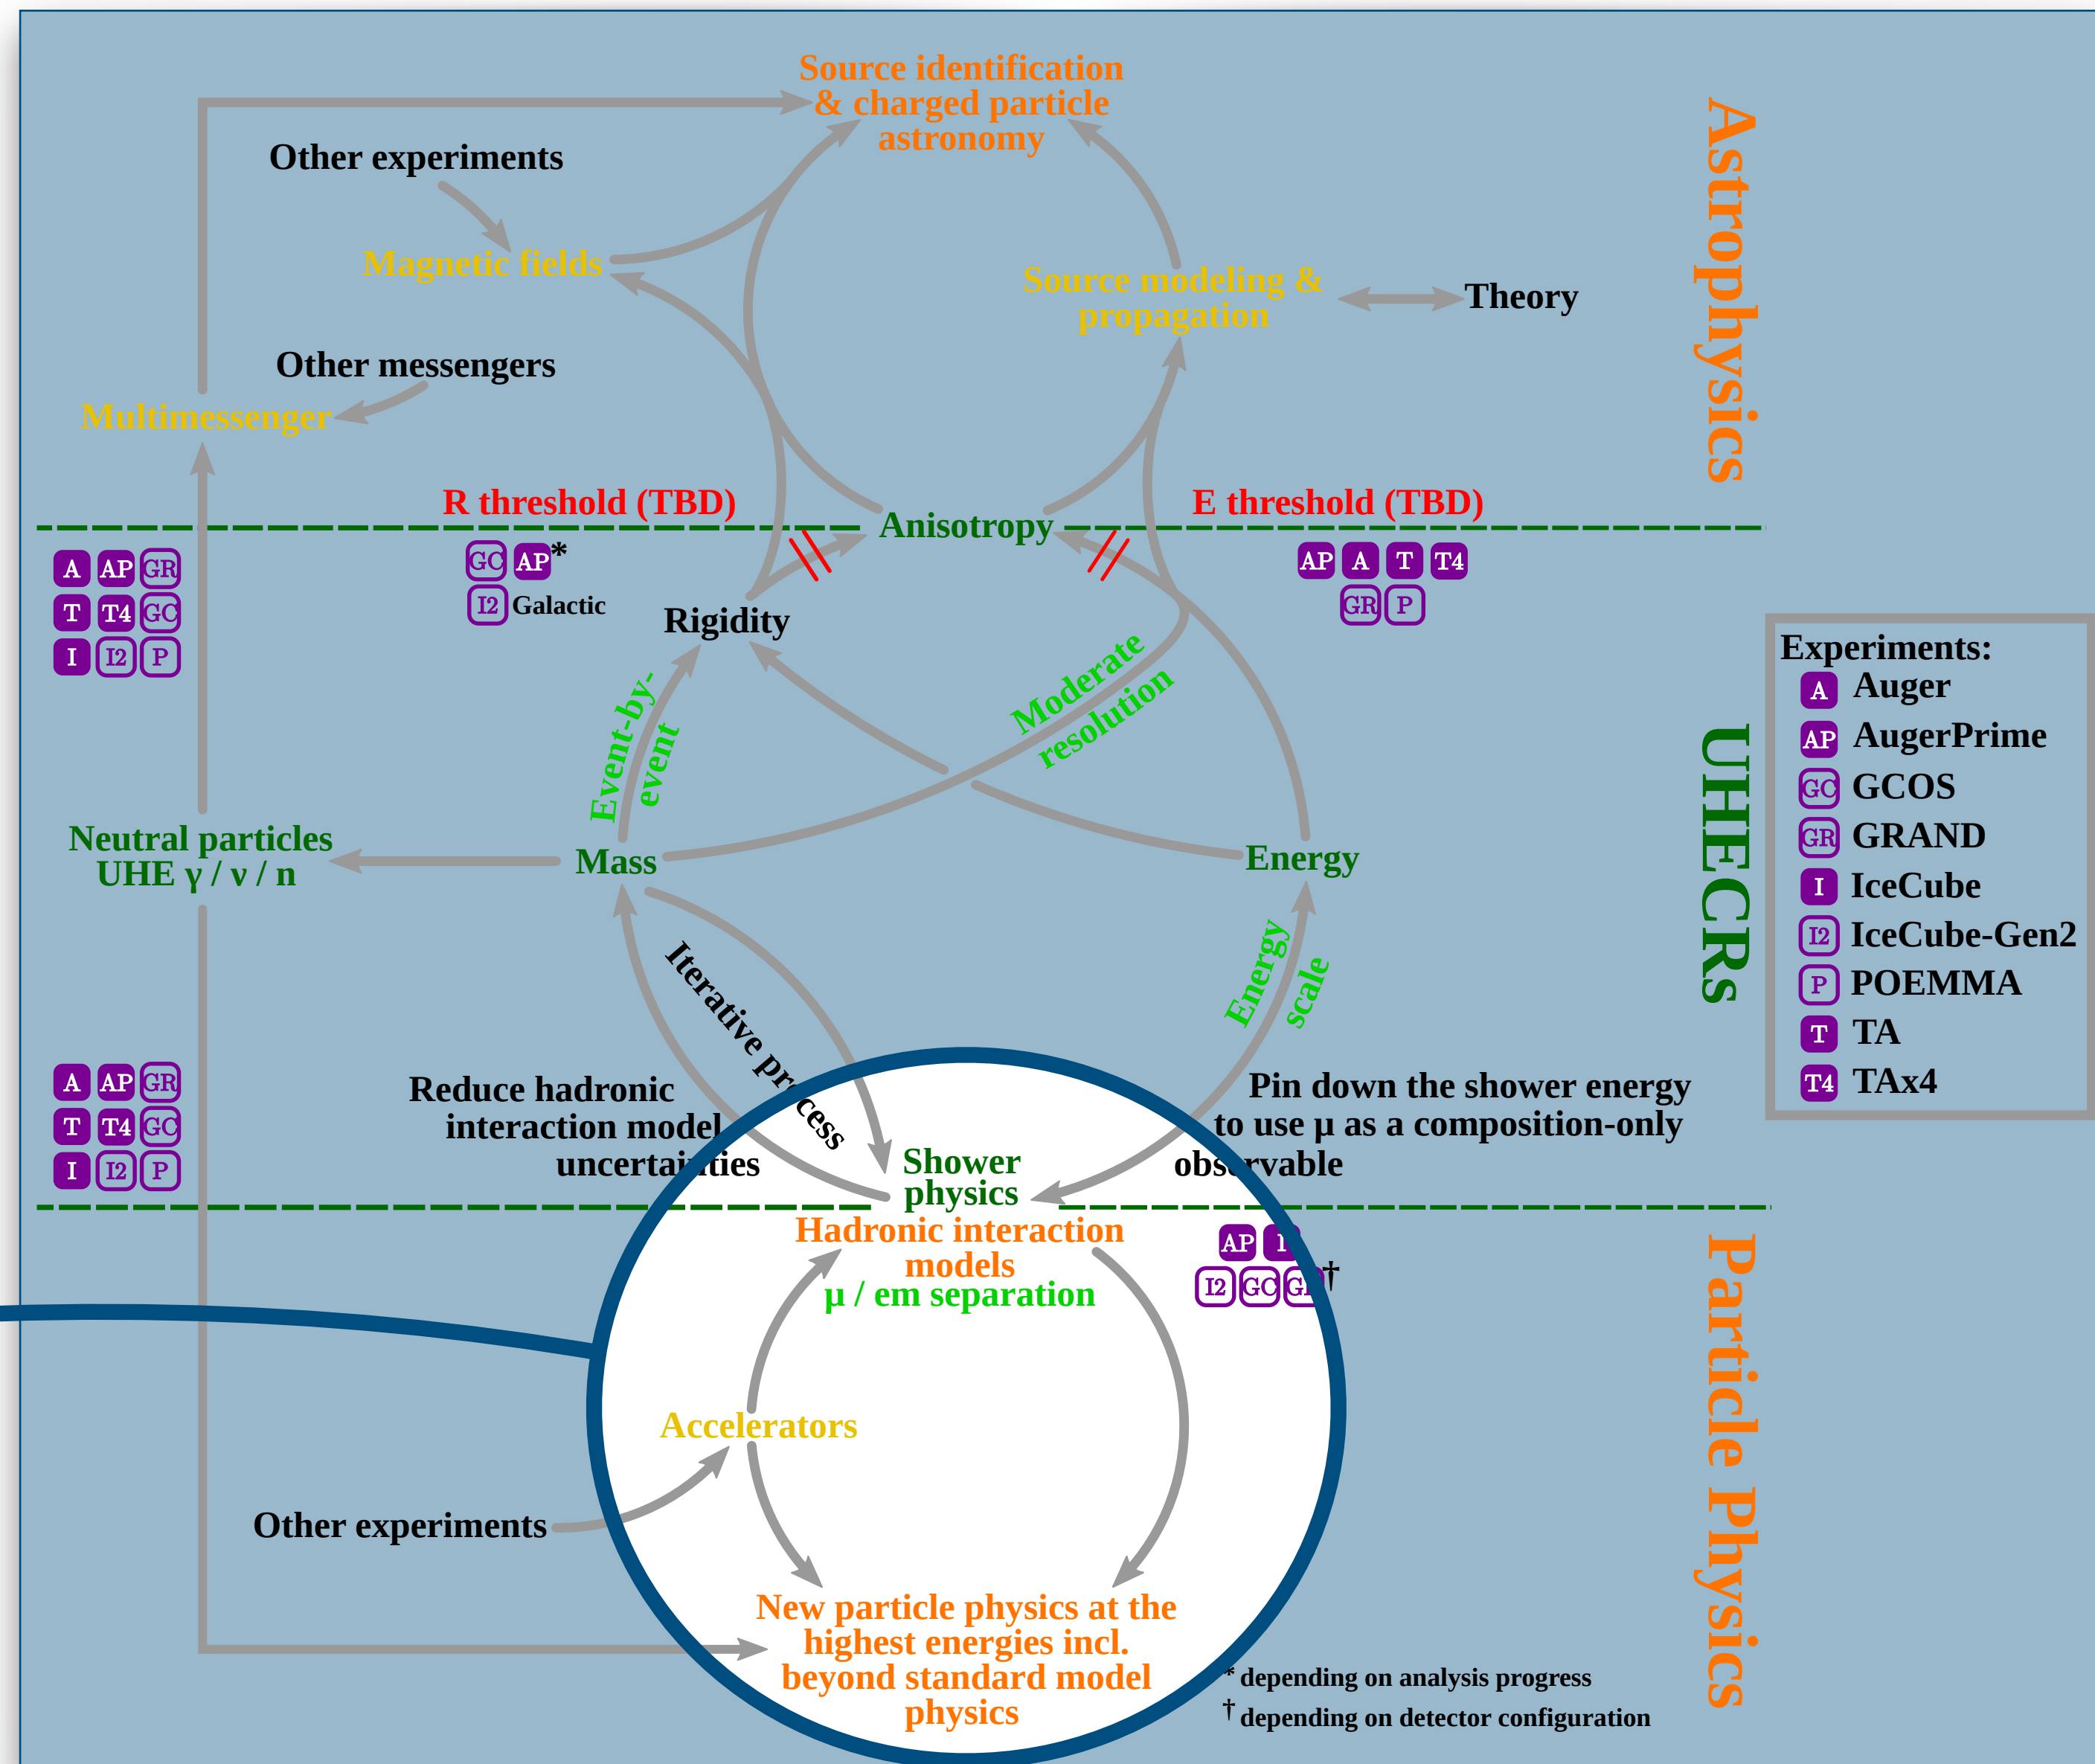 Source identification
& charged particle
astronomy
Other experiments
Magnetic fields
Source modeling &
propagation
Theory
Other messengers
Multimessenger
Astrophysics
R threshold (TBD)
E threshold (TBD)
Anisotropy
A AP GR
T T4 GC
I I2 P
GC AP*
I2 Galactic
AP A T T4
GR P
Rigidity
Event-by-
event
Moderate
resolution
Neutral particles
UHE γ / ν / n
Mass
Energy
UHECRs
Experiments:
A Auger
AP AugerPrime
GC GCOS
GR GRAND
I IceCube
I2 IceCube-Gen2
P POEMMA
T TA
T4 TAx4
Iterative process
Energy
scale
A AP GR
T T4 GC
I I2 P
Reduce hadronic
interaction model
uncertainties
Pin down the shower energy
to use μ as a composition-only
observable
Shower
physics
Hadronic interaction
models
μ / em separation
AP I
I2 GC GR†
Accelerators
Other experiments
Particle Physics
New particle physics at the
highest energies incl.
beyond standard model
physics
* depending on analysis progress
† depending on detector configuration